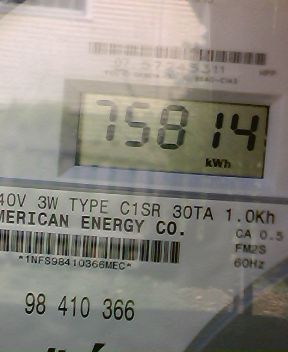 75814
kWh
40V 3W TYPE C1SR 30TA 1.0Kh
MERICAN ENERGY CO.
CA 0.5
FM2S
60Hz
*1NFS98410366MEC*
98 410 366